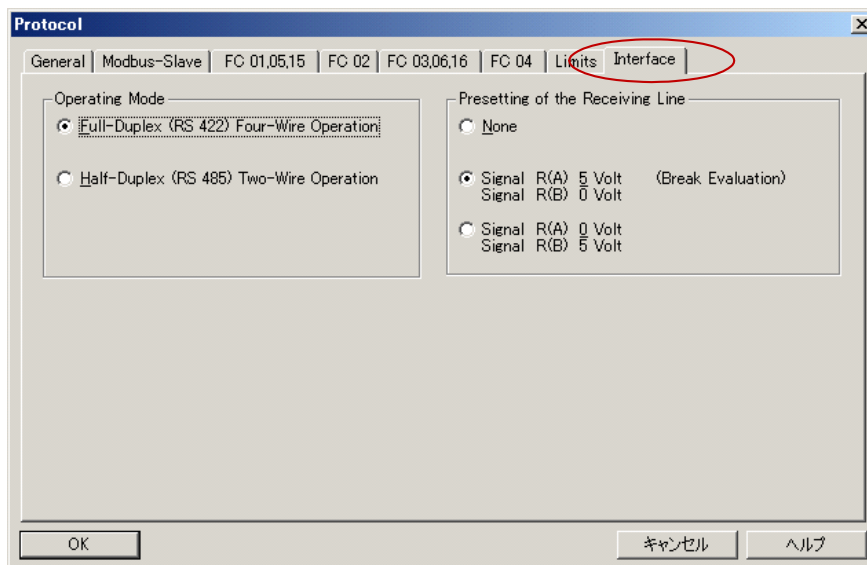 Protocol
General Modbus-Slave FC 01,05,15 FC 02 FC 03,06,16 FC 04 Limits Interface
Operating Mode
Full-Duplex (RS 422) Four-Wire Operation
Half-Duplex (RS 485) Two-Wire Operation
Presetting of the Receiving Line
None
Signal R(A) 5 Volt (Break Evaluation)
Signal R(B) 0 Volt
Signal R(A) 0 Volt
Signal R(B) 5 Volt
OK キャンセル ヘルプ